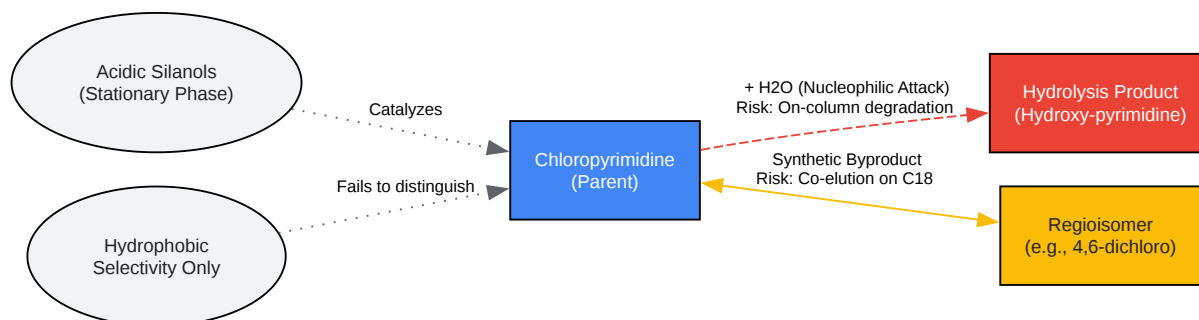 Acidic Silanols
(Stationary Phase)
Catalyzes
Hydrophobic
Selectivity Only
Fails to distinguish
Chloropyrimidine
(Parent)
+ H2O (Nucleophilic Attack)
Risk: On-column degradation
Hydrolysis Product
(Hydroxy-pyrimidine)
Synthetic Byproduct
Risk: Co-elution on C18
Regioisomer
(e.g., 4,6-dichloro)